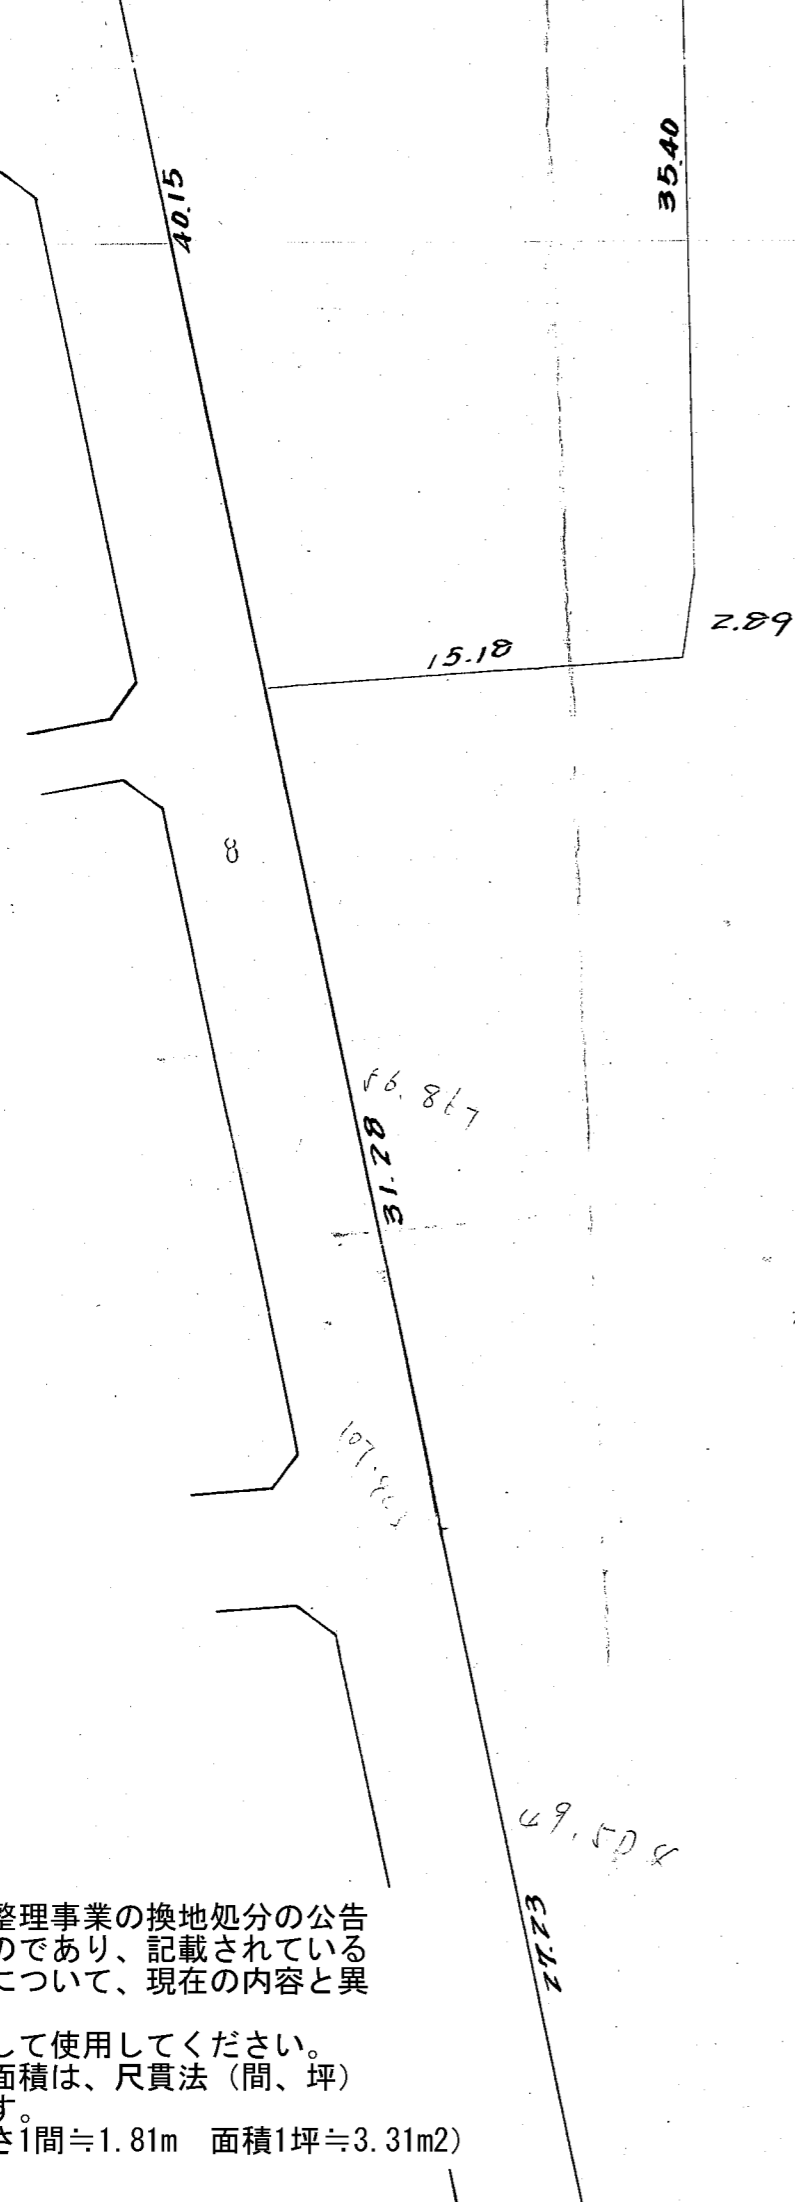 40.15
35.40
2.89
15.18
8
56.867
31.28
49.504
27.23
整理事業の換地処分の公告
のであり、記載されている
について、現在の内容と異
して使用してください。
面積は、尺貫法（間、坪）
す。
さ1間≒1.81m　面積1坪≒3.31m2）